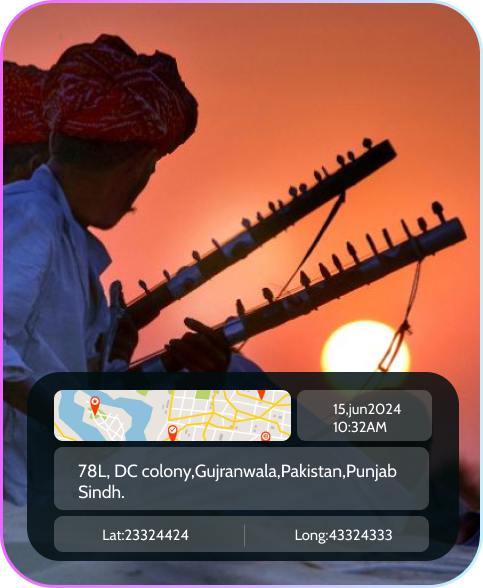 15,jun2024
10:32AM
78L, DC colony,Gujranwala,Pakistan,Punjab
Sindh.
Lat:23324424
Long:43324333